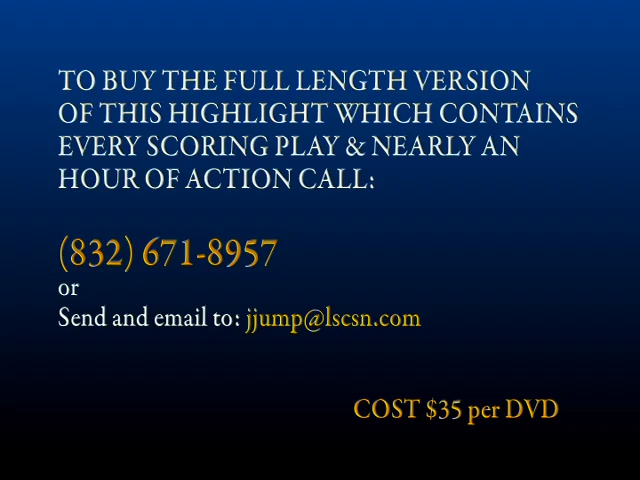 TO BUY THE FULL LENGTH VERSION
OF THIS HIGHLIGHT WHICH CONTAINS
EVERY SCORING PLAY & NEARLY AN
HOUR OF ACTION CALL:
(832) 671-8957
or
Send and email to: jjump@lscsn.com
COST $35 per DVD